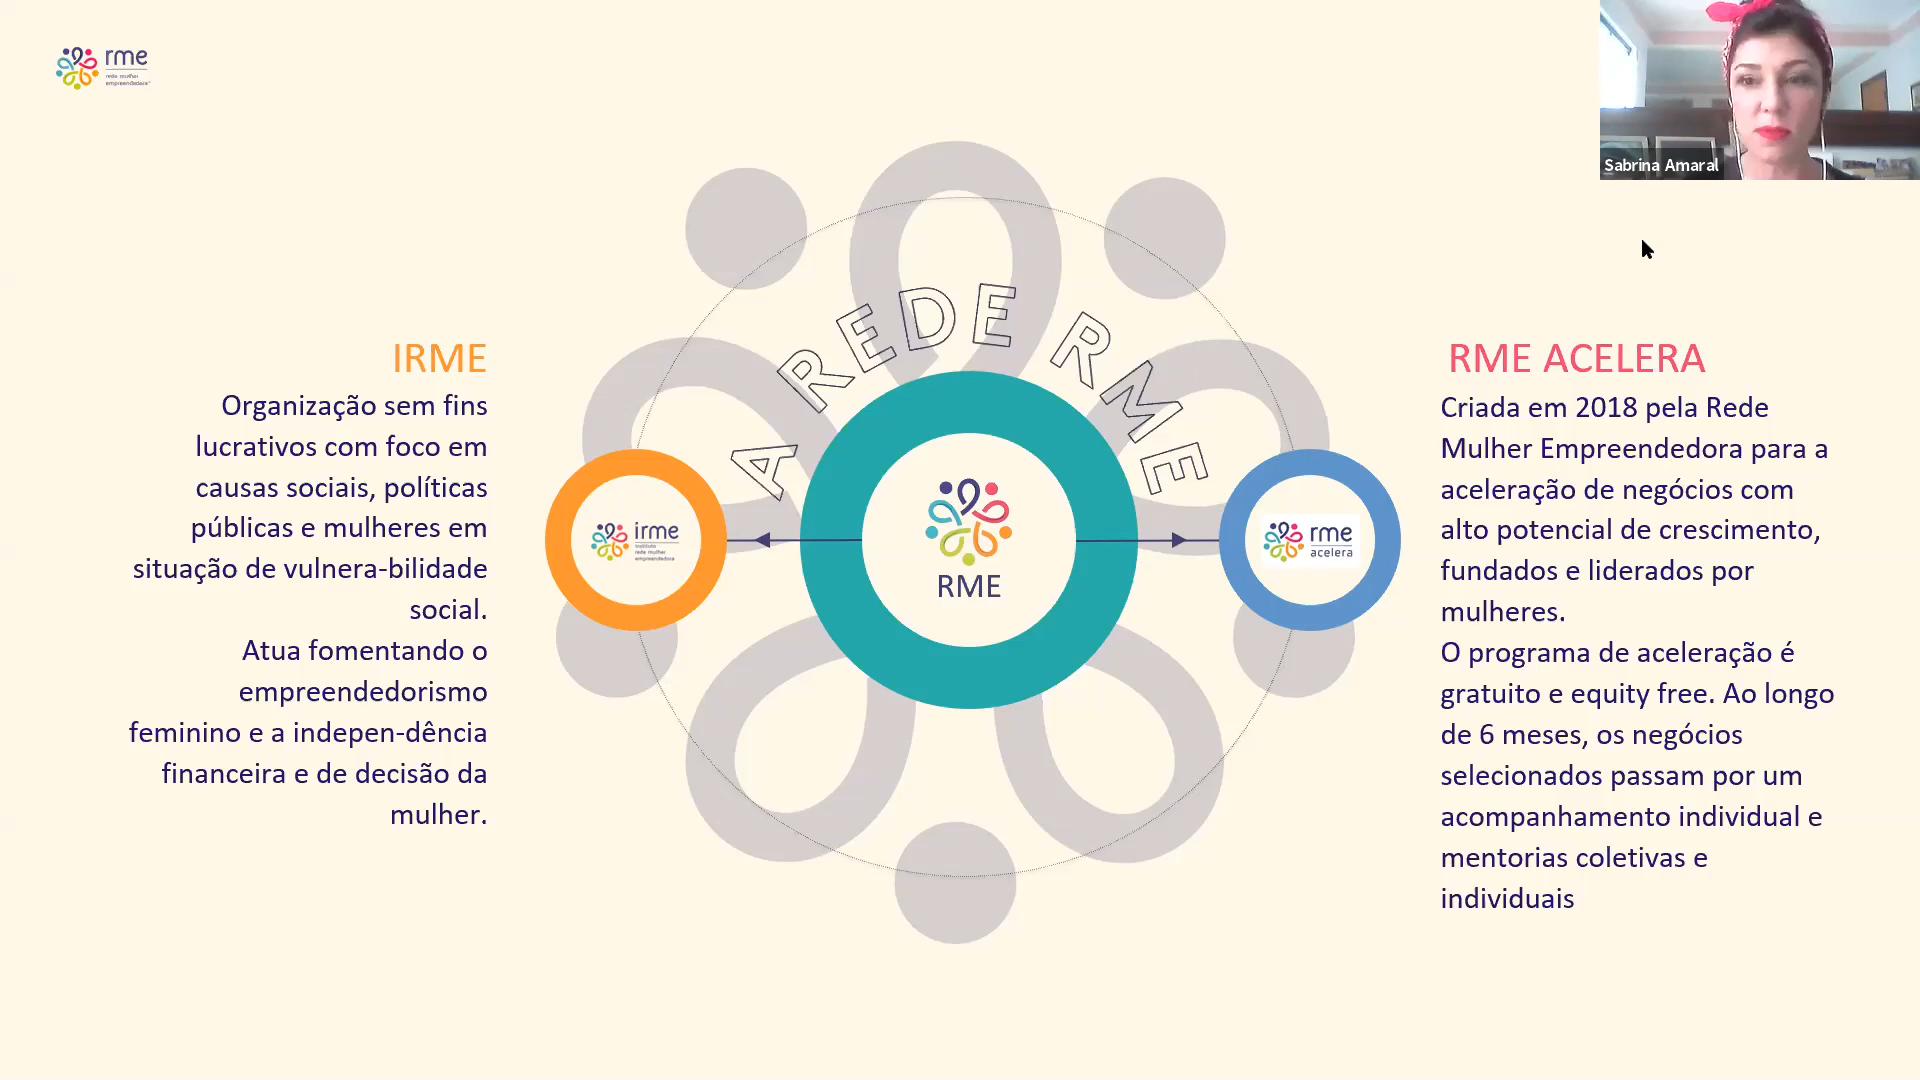 rme
rede mulher
empreendedora
Sabrina Amaral
A REDE RME
IRME
Organização sem fins
lucrativos com foco em
causas sociais, políticas
públicas e mulheres em
situação de vulnera-bilidade
social.
Atua fomentando o
empreendedorismo
feminino e a indepen-dência
financeira e de decisão da
mulher.
irme
instituto
rede mulher
empreendedora
RME
rme
acelera
RME ACELERA
Criada em 2018 pela Rede
Mulher Empreendedora para a
aceleração de negócios com
alto potencial de crescimento,
fundados e liderados por
mulheres.
O programa de aceleração é
gratuito e equity free. Ao longo
de 6 meses, os negócios
selecionados passam por um
acompanhamento individual e
mentorias coletivas e
individuais